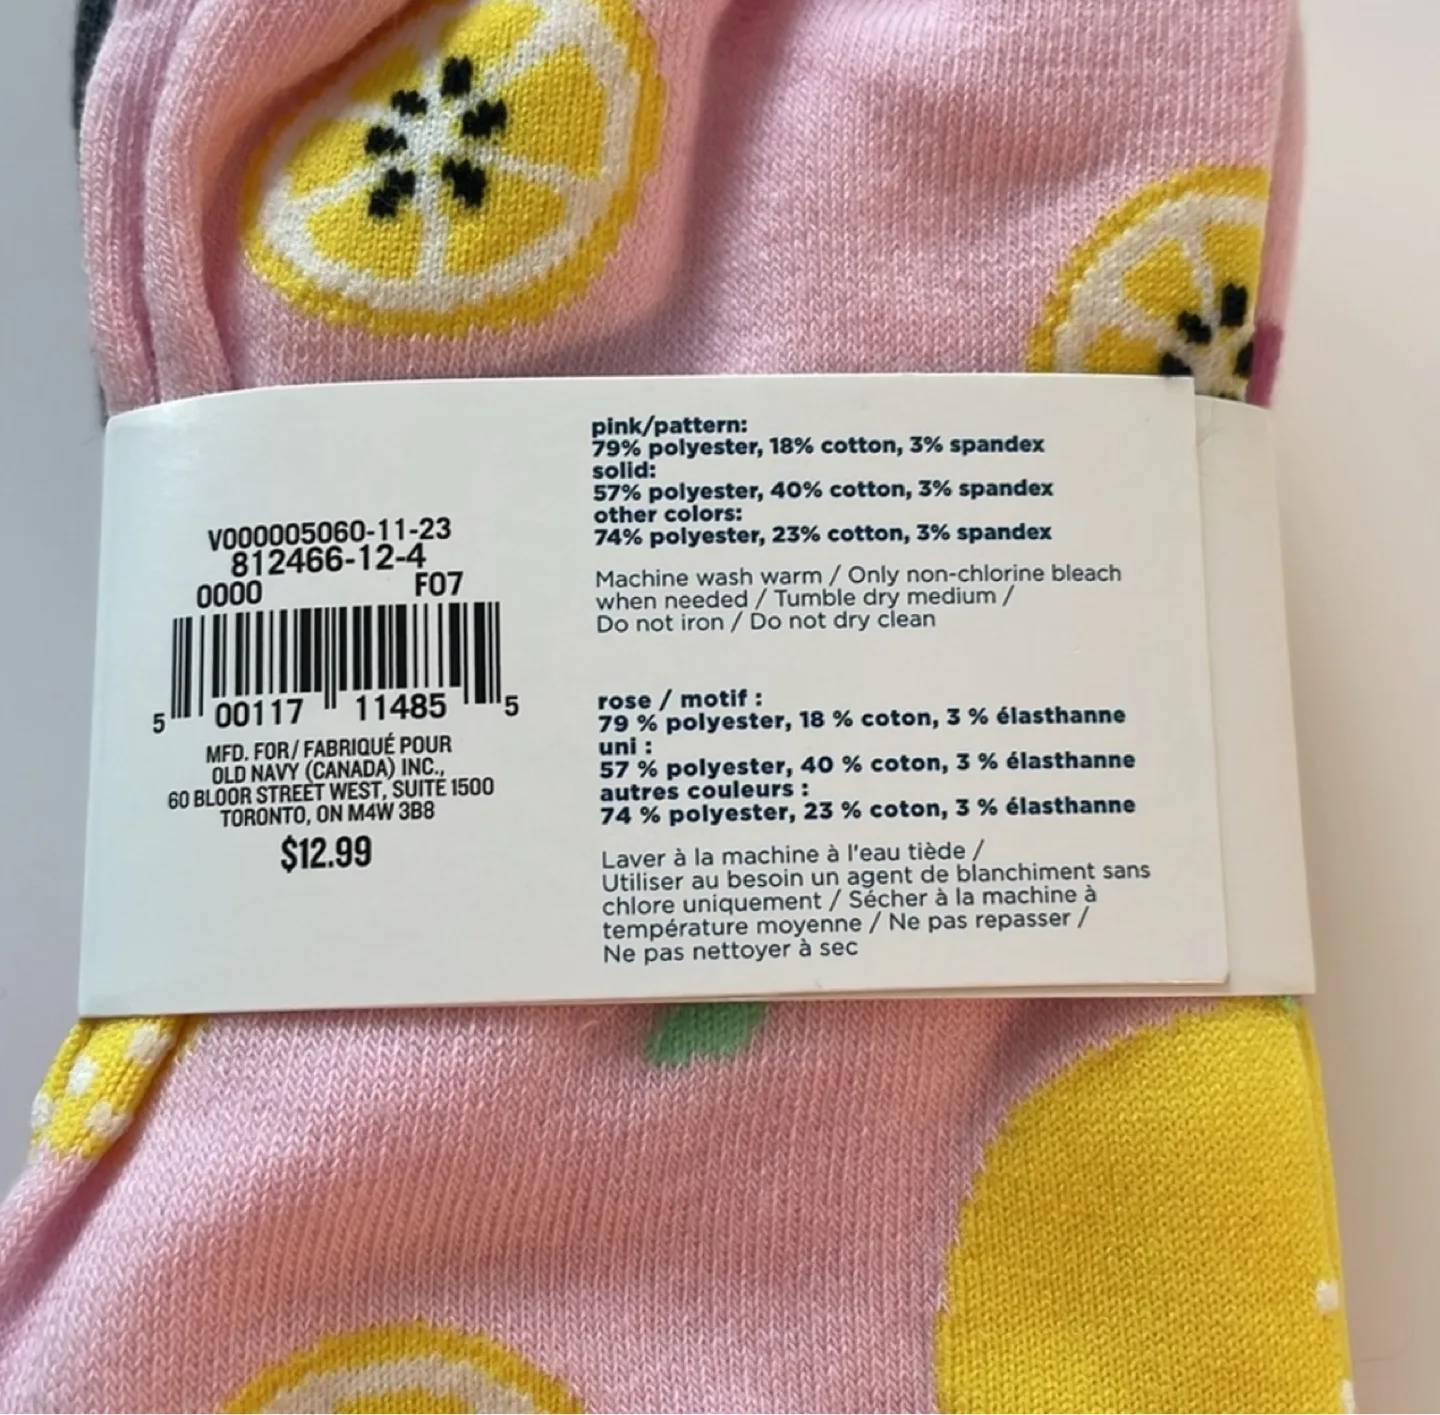 V000005060-11-23
812466-12-4
0000 F07
5 00117 11485 5
MFD. FOR/ FABRIQUÉ POUR
OLD NAVY (CANADA) INC.,
60 BLOOR STREET WEST, SUITE 1500
TORONTO, ON M4W 3B8
$12.99
pink/pattern:
79% polyester, 18% cotton, 3% spandex
solid:
57% polyester, 40% cotton, 3% spandex
other colors:
74% polyester, 23% cotton, 3% spandex
Machine wash warm / Only non-chlorine bleach
when needed / Tumble dry medium /
Do not iron / Do not dry clean
rose / motif :
79 % polyester, 18 % coton, 3 % élasthanne
uni :
57 % polyester, 40 % coton, 3 % élasthanne
autres couleurs :
74 % polyester, 23 % coton, 3 % élasthanne
Laver à la machine à l'eau tiède /
Utiliser au besoin un agent de blanchiment sans
chlore uniquement / Sécher à la machine à
température moyenne / Ne pas repasser /
Ne pas nettoyer à sec